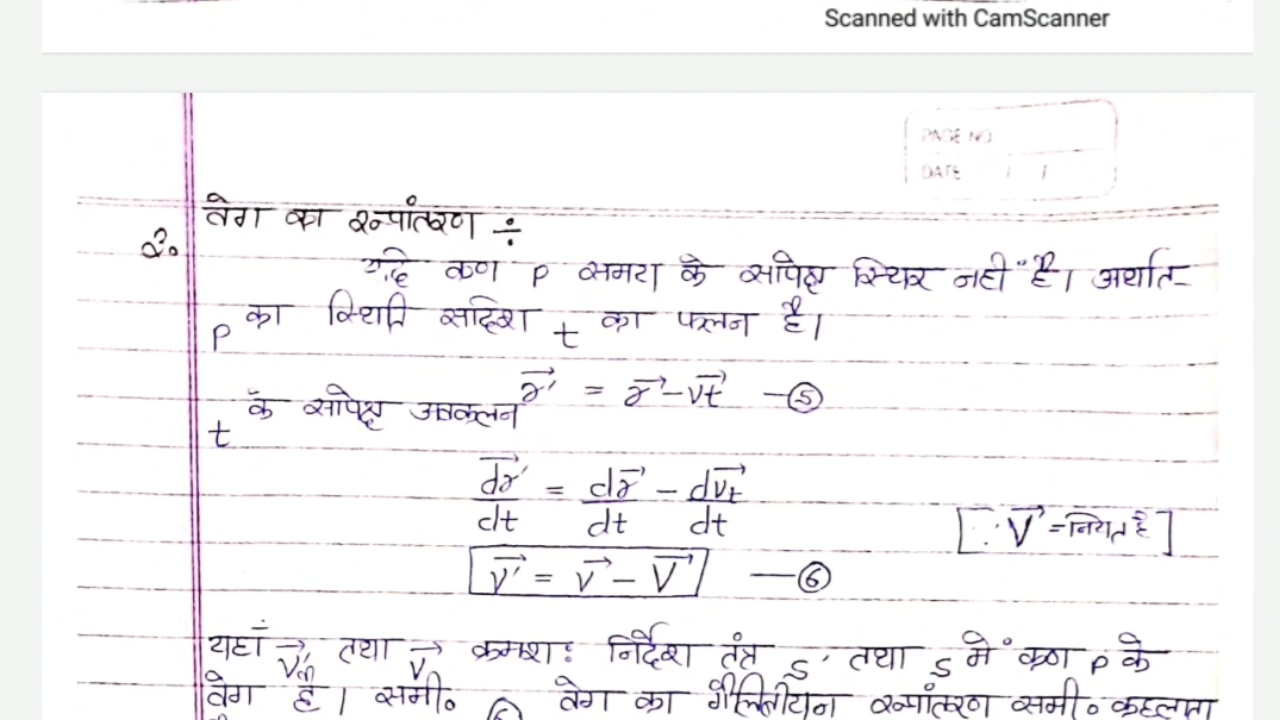 Scanned with CamScanner
PAGE NO
DATE / /
वेग का रूपांतरण ÷
2.
यदि कण P समय के सापेक्ष स्थिर नहीं है। अर्थात-
P का स्थिति सदिश t का फलन है।
r⃗' = r⃗ - v⃗t —⑤
t के सापेक्ष अवकलन
dr⃗'/dt = dr⃗/dt - dv⃗t/dt
[∵ V⃗ = नियत है]
v⃗' = v⃗ - V⃗ —⑥
यहाँ v⃗' तथा v⃗ क्रमशः निर्देश तंत्र S' तथा S में कण P के
वेग है। समी० ⑥ वेग का गैलिलीयन रूपांतरण समी० कहलाता